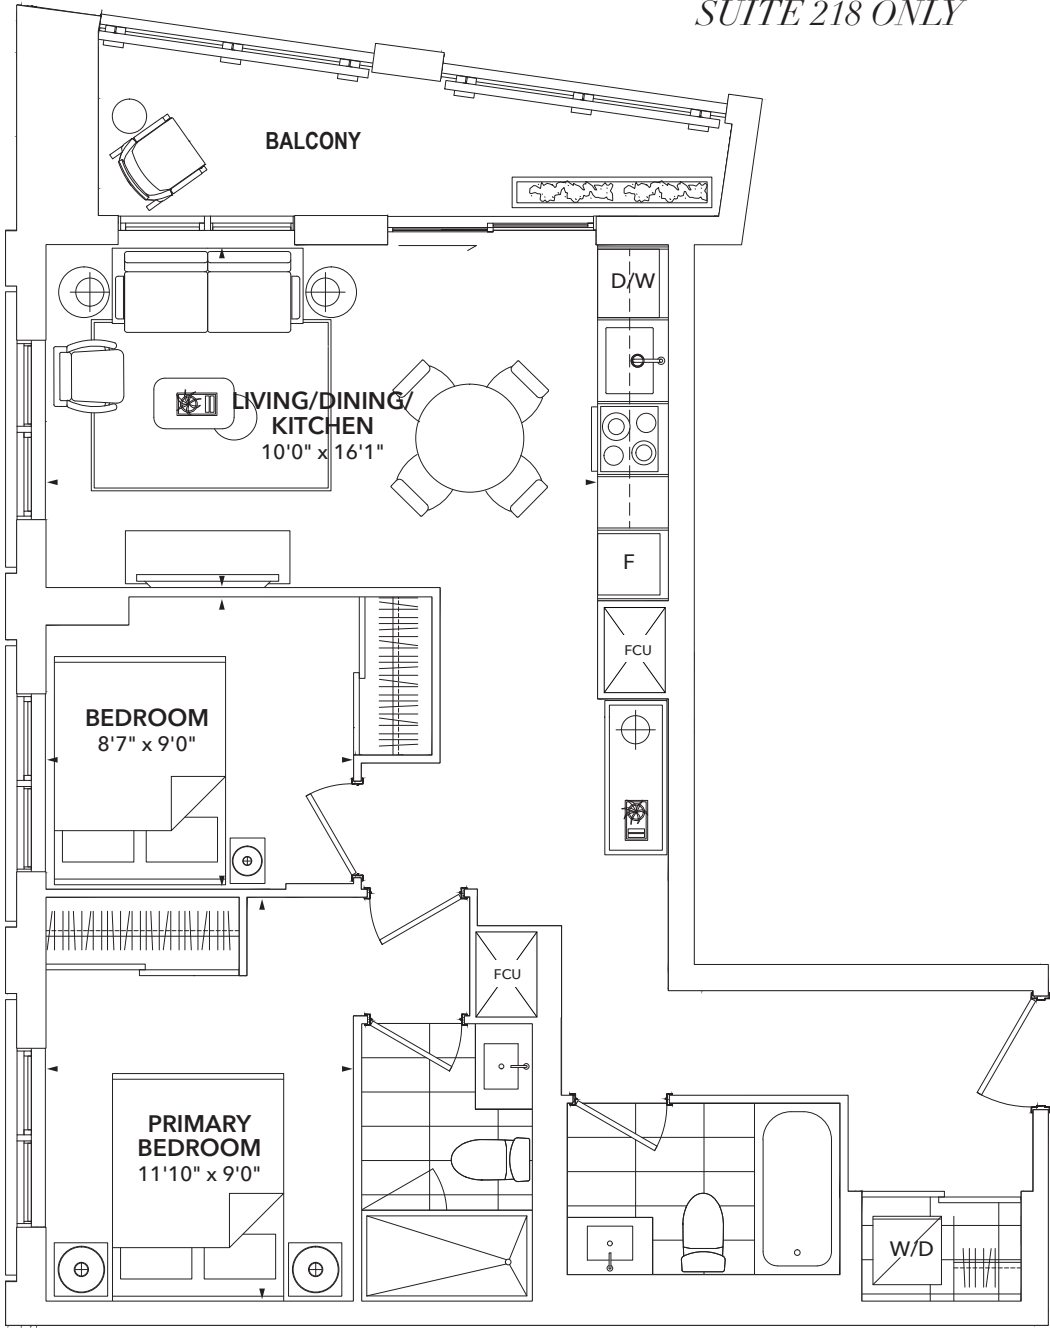 SUITE 218 ONLY
BALCONY
D/W
LIVING/DINING/
KITCHEN
10'0" x 16'1"
F
FCU
BEDROOM
8'7" x 9'0"
FCU
PRIMARY
BEDROOM
11'10" x 9'0"
W/D